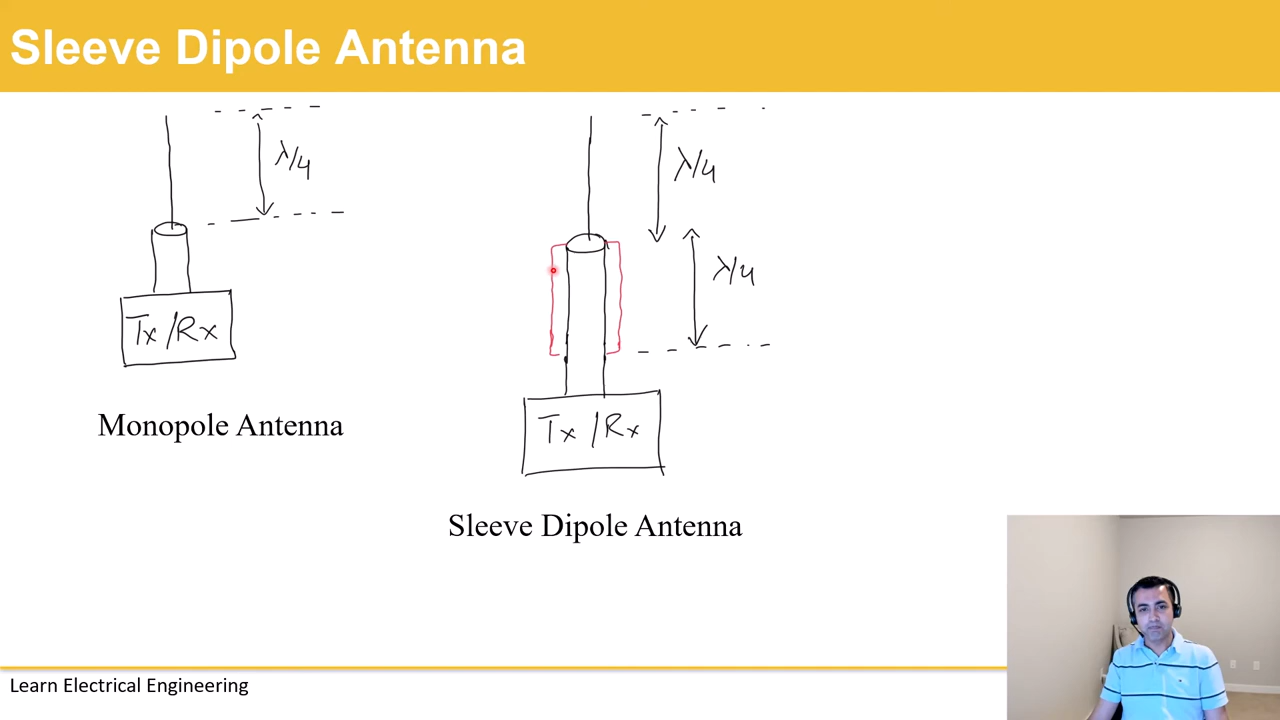 Sleeve Dipole Antenna
λ/4
Tx/Rx
Monopole Antenna
λ/4
λ/4
Tx/Rx
Sleeve Dipole Antenna
Learn Electrical Engineering